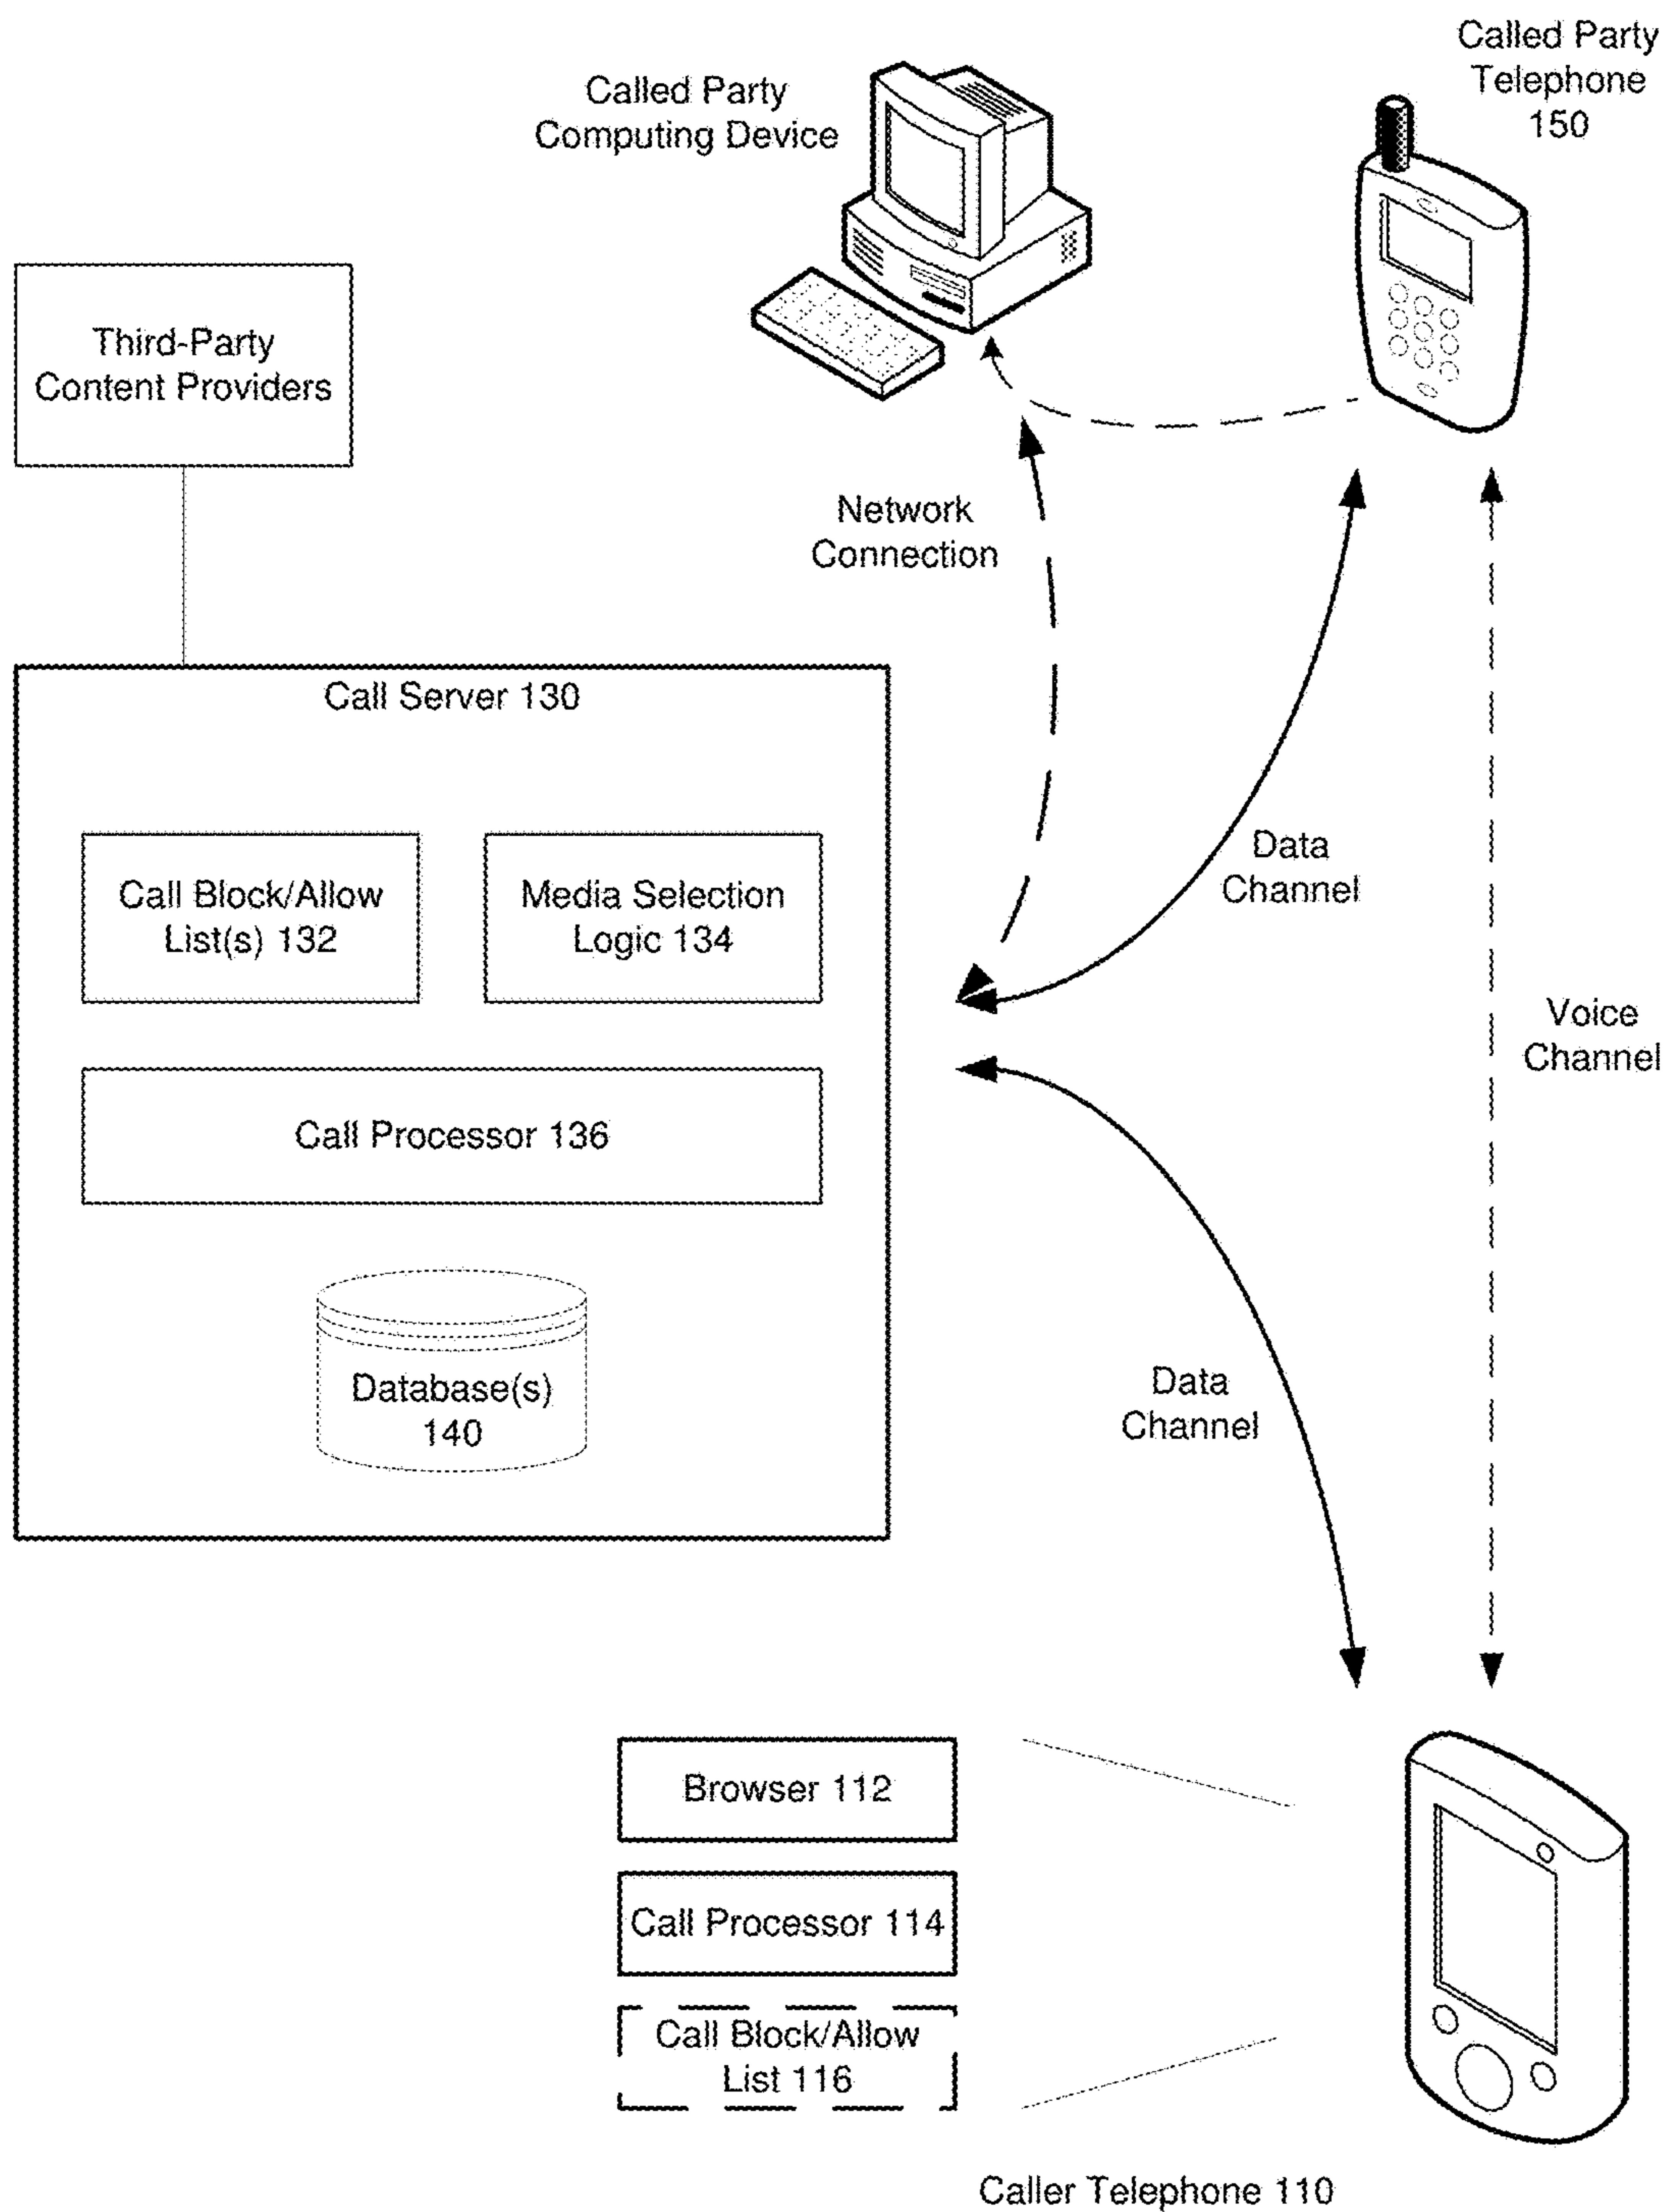 Called Party
Telephone
150
Called Party
Computing Device
Third-Party
Content Providers
Network
Connection
Call Server 130
Call Block/Allow
List(s) 132
Media Selection
Logic 134
Data
Channel
Voice
Channel
Call Processor 136
Database(s)
140
Data
Channel
Browser 112
Call Processor 114
Call Block/Allow
List 116
Caller Telephone 110